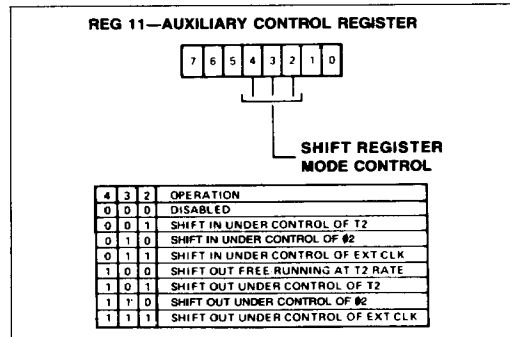 REG 11—AUXILIARY CONTROL REGISTER
7 6 5 4 3 2 1 0
SHIFT REGISTER
MODE CONTROL
4 3 2 OPERATION
0 0 0 DISABLED
0 0 1 SHIFT IN UNDER CONTROL OF T2
0 1 0 SHIFT IN UNDER CONTROL OF ϕ2
0 1 1 SHIFT IN UNDER CONTROL OF EXT CLK
1 0 0 SHIFT OUT FREE RUNNING AT T2 RATE
1 0 1 SHIFT OUT UNDER CONTROL OF T2
1 1 0 SHIFT OUT UNDER CONTROL OF ϕ2
1 1 1 SHIFT OUT UNDER CONTROL OF EXT CLK